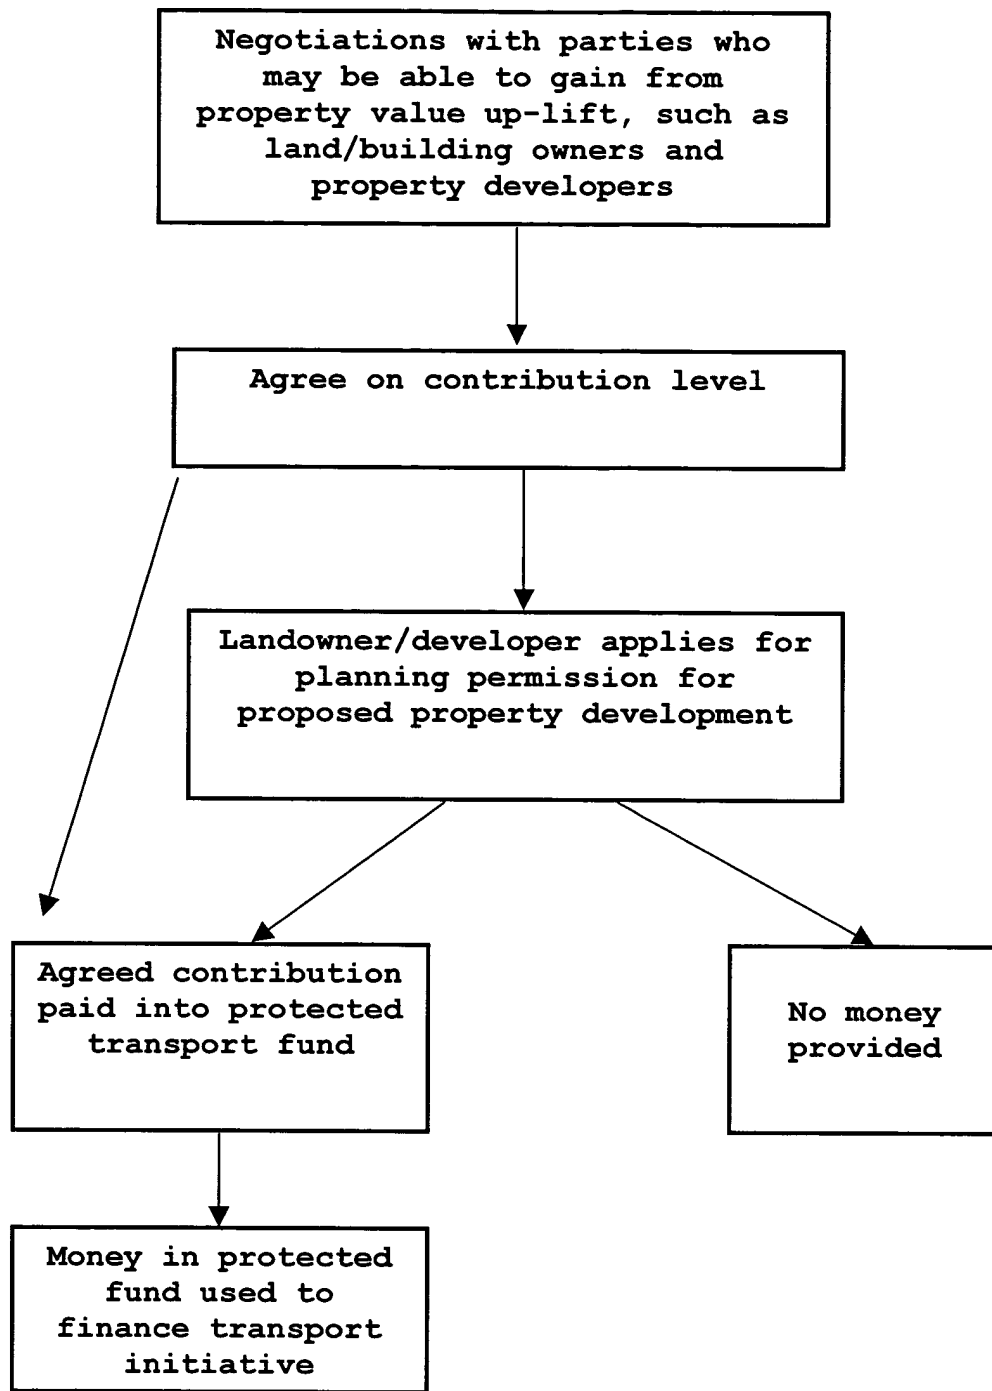 Negotiations with parties who
may be able to gain from
property value up-lift, such as
land/building owners and
property developers
Agree on contribution level
Landowner/developer applies for
planning permission for
proposed property development
Agreed contribution
paid into protected
transport fund
No money
provided
Money in protected
fund used to
finance transport
initiative